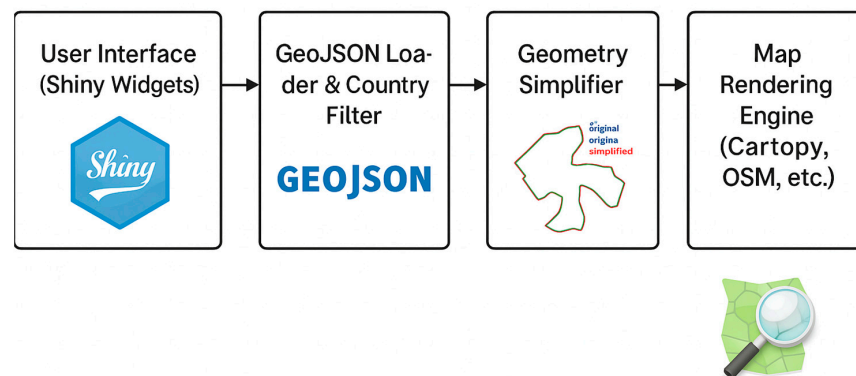 User Interface
(Shiny Widgets)
Shiny
GeoJSON Loa-
der & Country
Filter
GEOJSON
Geometry
Simplifier
original
origina
simplified
Map
Rendering
Engine
(Cartopy,
OSM, etc.)